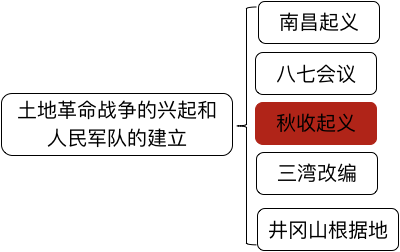 南昌起义
八七会议
土地革命战争的兴起和
人民军队的建立
秋收起义
三湾改编
井冈山根据地